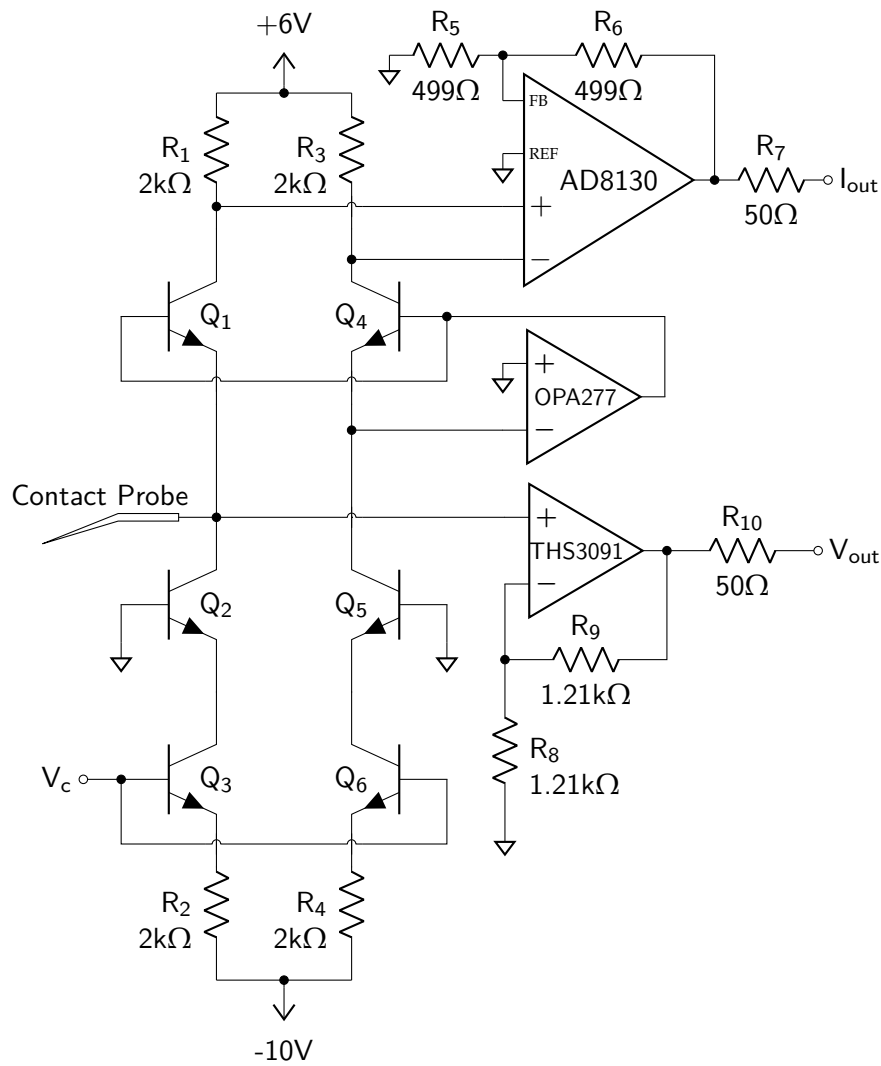 +6V
R5
499Ω
R6
499Ω
FB
REF
AD8130
+
−
R1
2kΩ
R3
2kΩ
R7
50Ω
Iout
Q1
Q4
+
OPA277
−
Contact Probe
+
THS3091
−
R10
50Ω
Vout
Q2
Q5
R9
1.21kΩ
R8
1.21kΩ
Vc
Q3
Q6
R2
2kΩ
R4
2kΩ
-10V